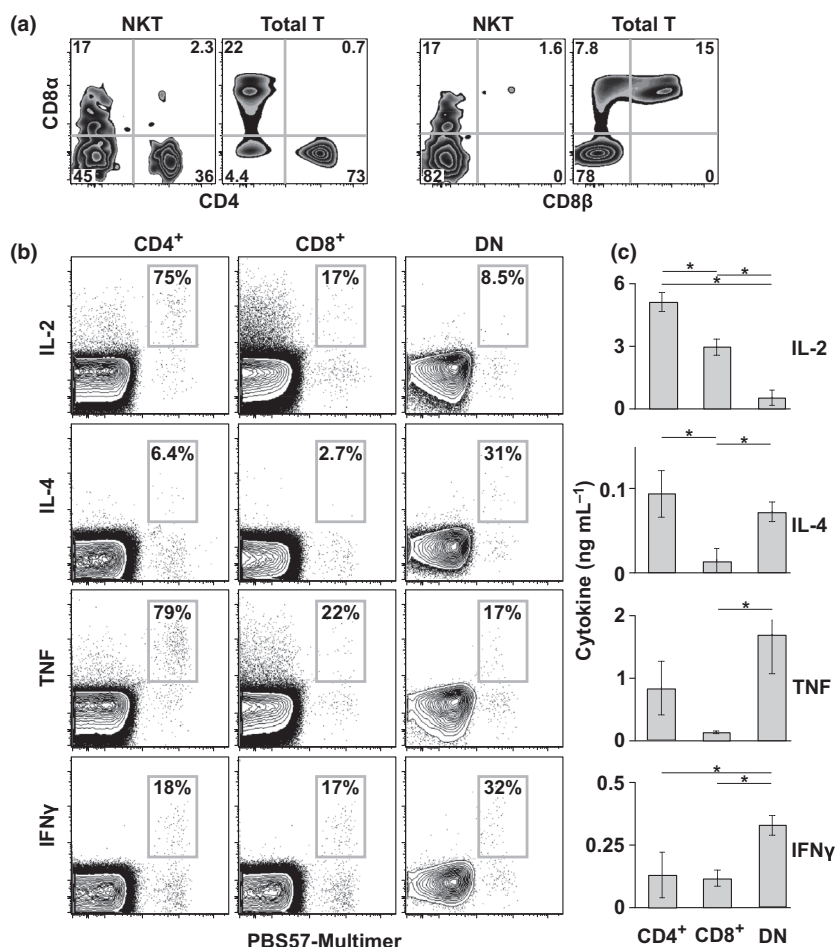 (a)
NKT
Total T
NKT
Total T
CD8α
17
2.3
45
36
22
0.7
4.4
73
17
1.6
82
0
7.8
15
78
0
CD4
CD8β
(b)
CD4⁺
CD8⁺
DN
IL-2
75%
17%
8.5%
IL-4
6.4%
2.7%
31%
TNF
79%
22%
17%
IFNγ
18%
17%
32%
PBS57-Multimer
(c)
Cytokine (ng mL⁻¹)
* *
*
6
3
0
IL-2
* *
0.1
0
IL-4
*
2
1
0
TNF
*
*
0.5
0.25
0
IFNγ
CD4⁺ CD8⁺ DN